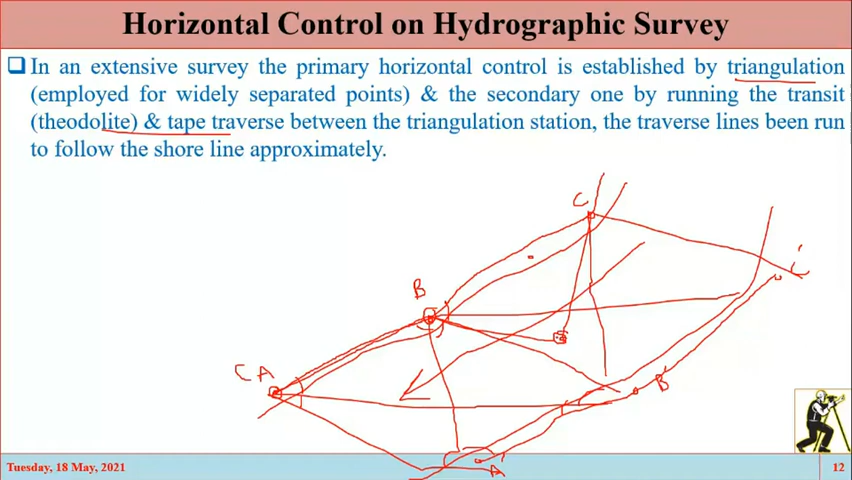 Horizontal Control on Hydrographic Survey
In an extensive survey the primary horizontal control is established by triangulation
(employed for widely separated points) & the secondary one by running the transit
(theodolite) & tape traverse between the triangulation station, the traverse lines been run
to follow the shore line approximately.
C
C'
B
C A
B'
A'
Tuesday, 18 May, 2021
12